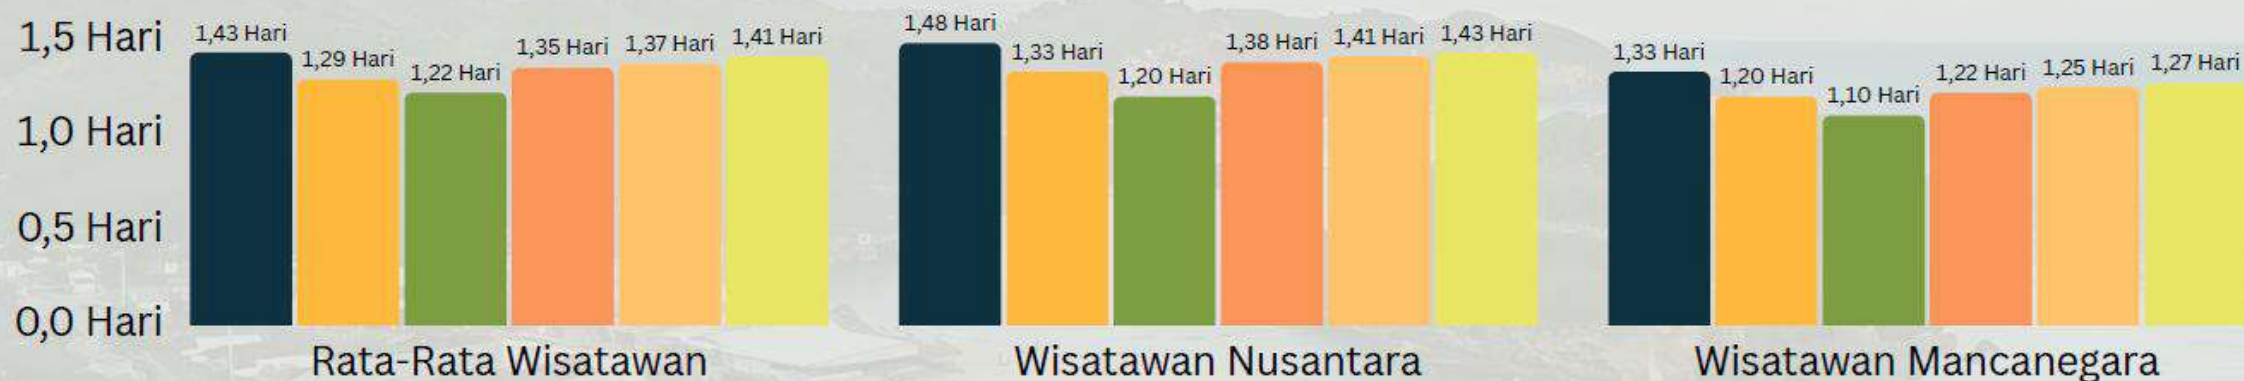 1,5 Hari
1,0 Hari
0,5 Hari
0,0 Hari
1,43 Hari
1,29 Hari
1,22 Hari
1,35 Hari
1,37 Hari
1,41 Hari
Rata-Rata Wisatawan
1,48 Hari
1,33 Hari
1,20 Hari
1,38 Hari
1,41 Hari
1,43 Hari
Wisatawan Nusantara
1,33 Hari
1,20 Hari
1,10 Hari
1,22 Hari
1,25 Hari
1,27 Hari
Wisatawan Mancanegara